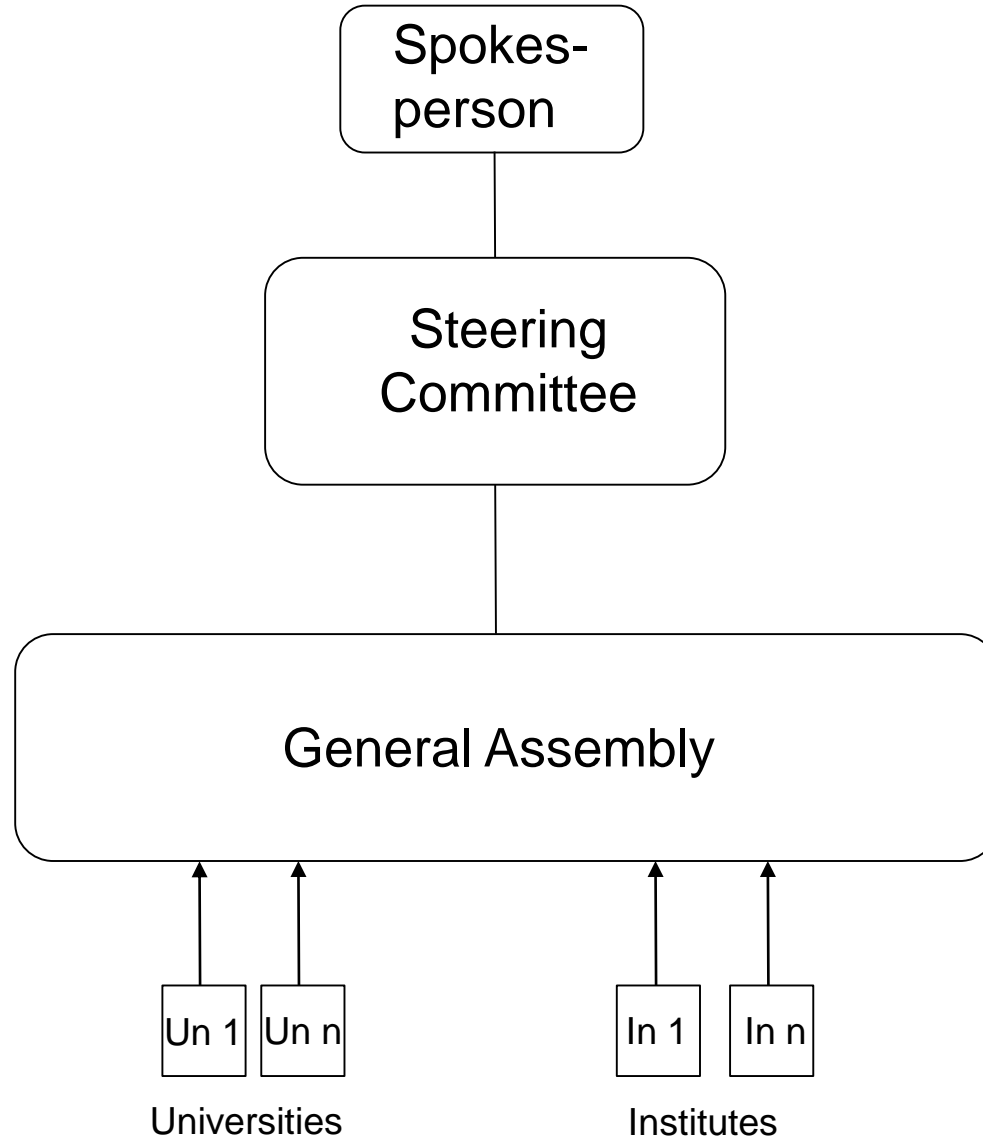 Spokes-
person
Steering
Committee
General Assembly
Un 1 Un n In 1 In n
Universities Institutes